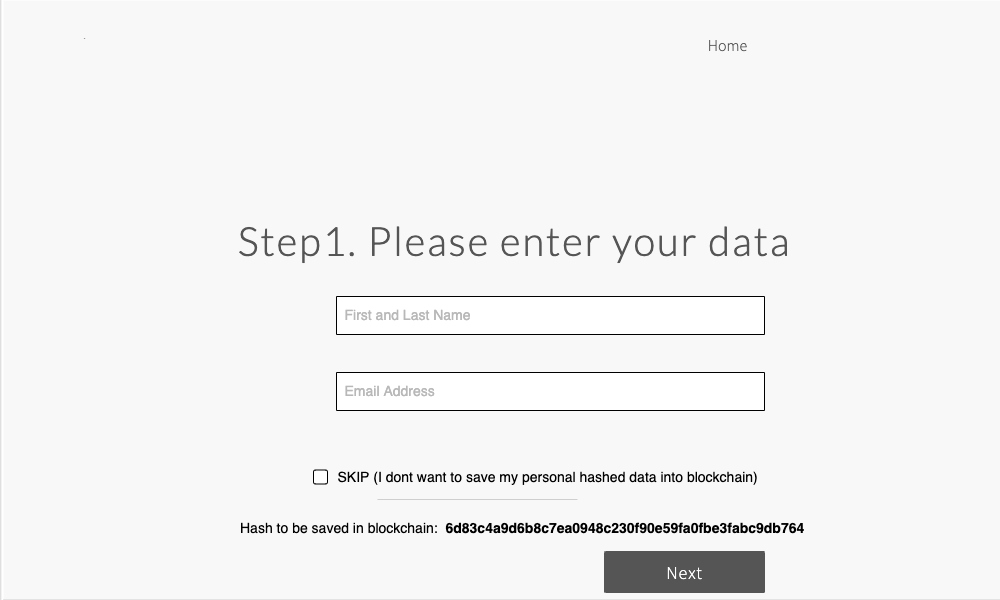 Home
Step1. Please enter your data
First and Last Name
Email Address
SKIP (I dont want to save my personal hashed data into blockchain)
Hash to be saved in blockchain: 6d83c4a9d6b8c7ea0948c230f90e59fa0fbe3fabc9db764
Next